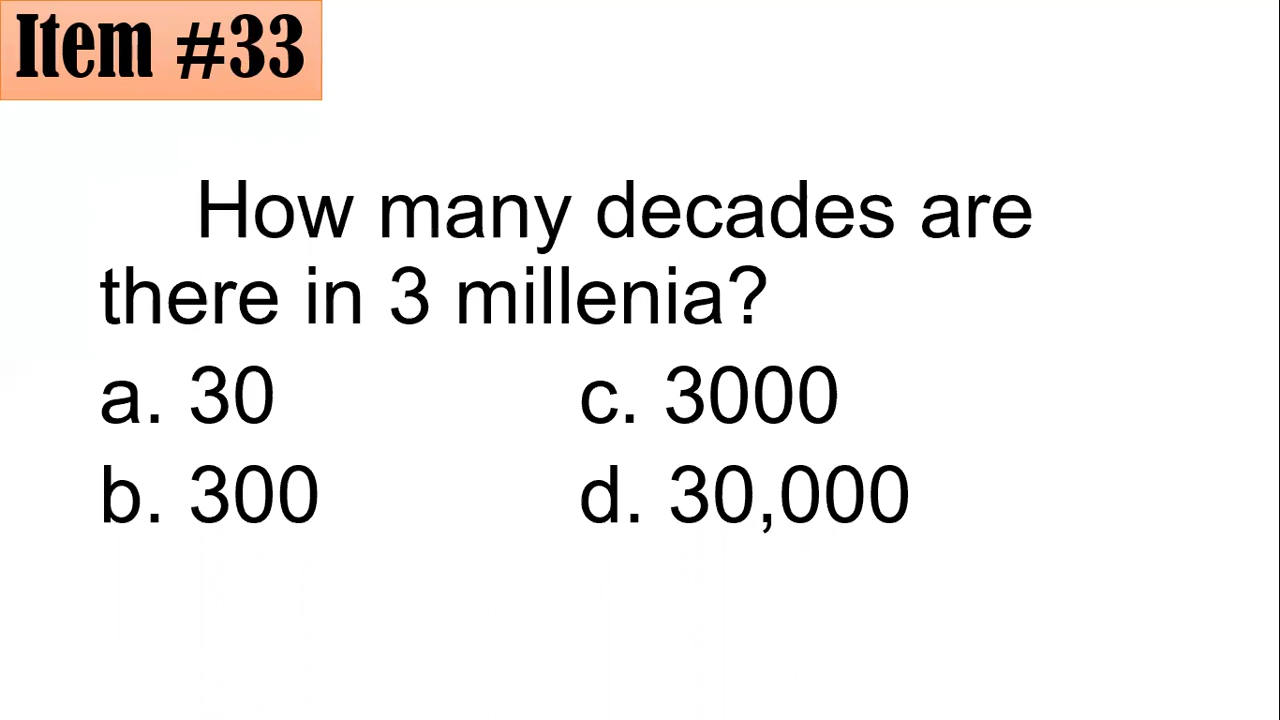 Item #33
How many decades are
there in 3 millenia?
a. 30 c. 3000
b. 300 d. 30,000